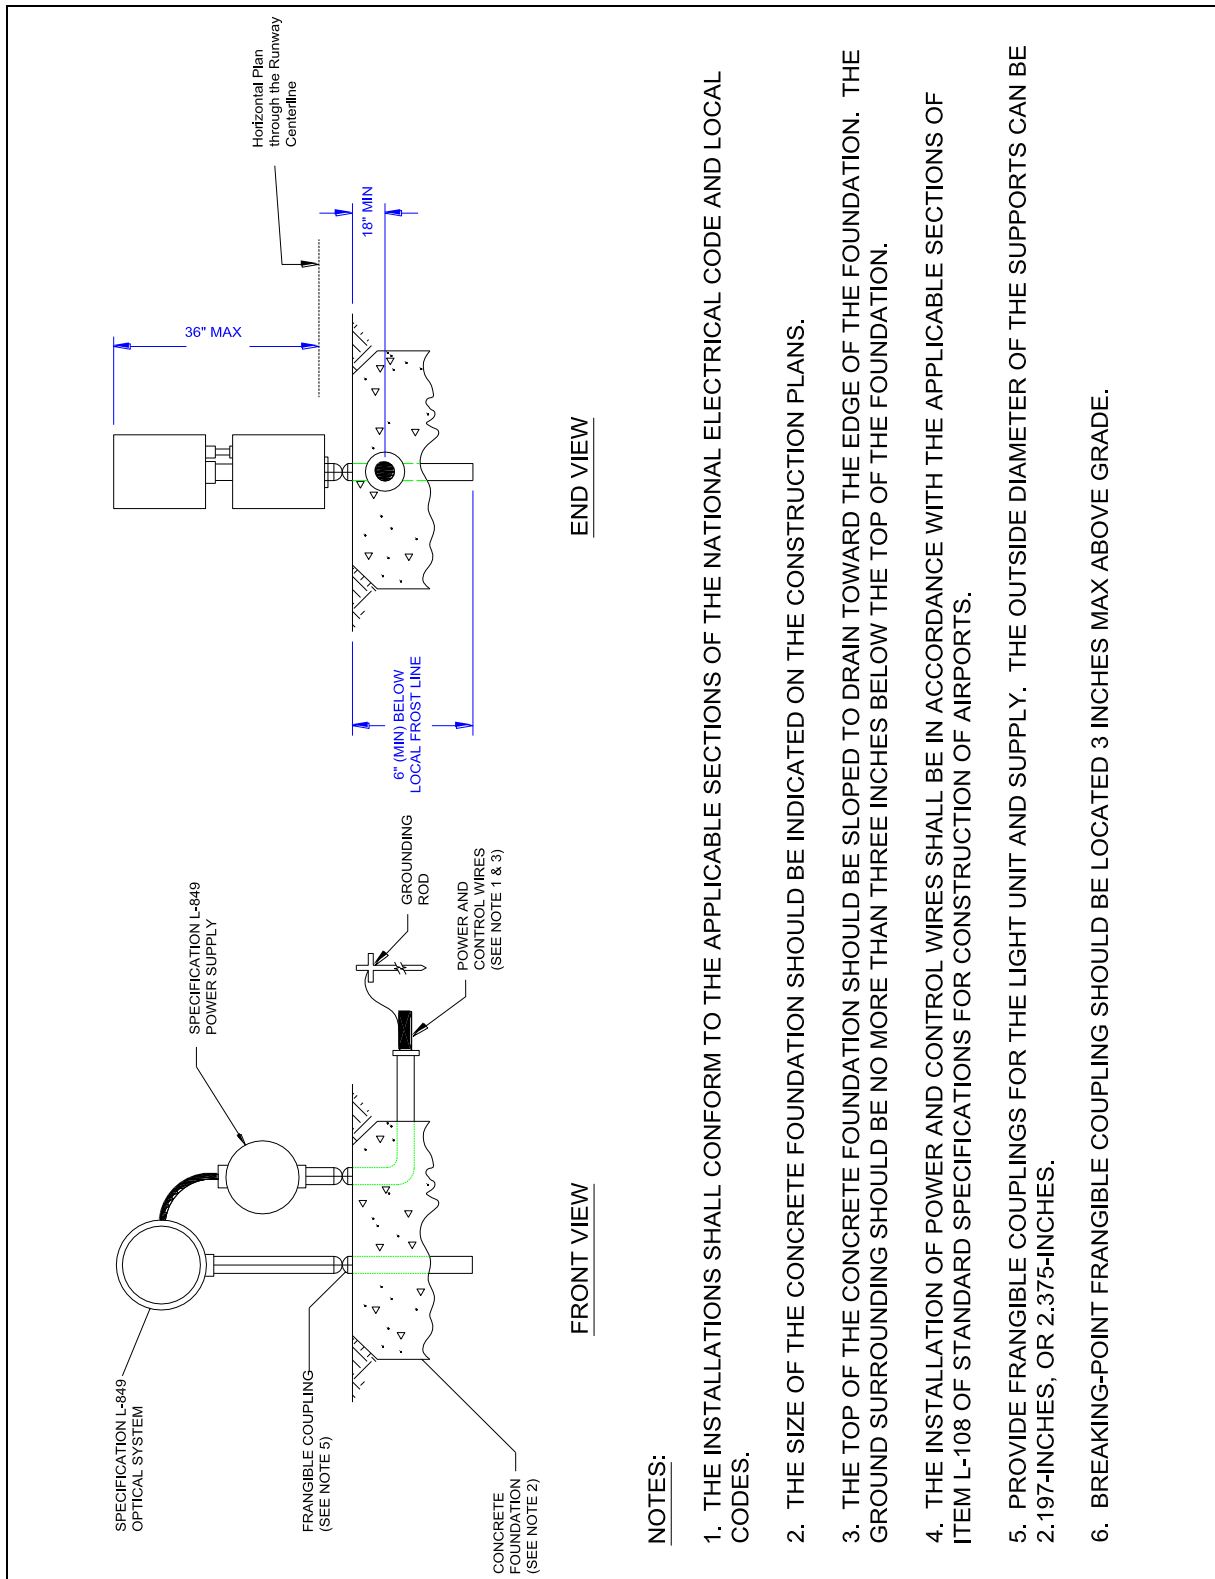 SPECIFICATION L-849
OPTICAL SYSTEM
SPECIFICATION L-849
POWER SUPPLY
FRANGIBLE COUPLING
(SEE NOTE 5)
CONCRETE
FOUNDATION
(SEE NOTE 2)
GROUNDING
ROD
POWER AND
CONTROL WIRES
(SEE NOTE 1 & 3)
FRONT VIEW
Horizontal Plan
through the Runway
Centerline
36" MAX
18" MIN
6" (MIN) BELOW
LOCAL FROST LINE
END VIEW
NOTES:
1. THE INSTALLATIONS SHALL CONFORM TO THE APPLICABLE SECTIONS OF THE NATIONAL ELECTRICAL CODE AND LOCAL
CODES.
2. THE SIZE OF THE CONCRETE FOUNDATION SHOULD BE INDICATED ON THE CONSTRUCTION PLANS.
3. THE TOP OF THE CONCRETE FOUNDATION SHOULD BE SLOPED TO DRAIN TOWARD THE EDGE OF THE FOUNDATION. THE
GROUND SURROUNDING SHOULD BE NO MORE THAN THREE INCHES BELOW THE TOP OF THE FOUNDATION.
4. THE INSTALLATION OF POWER AND CONTROL WIRES SHALL BE IN ACCORDANCE WITH THE APPLICABLE SECTIONS OF
ITEM L-108 OF STANDARD SPECIFICATIONS FOR CONSTRUCTION OF AIRPORTS.
5. PROVIDE FRANGIBLE COUPLINGS FOR THE LIGHT UNIT AND SUPPLY. THE OUTSIDE DIAMETER OF THE SUPPORTS CAN BE
2.197-INCHES, OR 2.375-INCHES.
6. BREAKING-POINT FRANGIBLE COUPLING SHOULD BE LOCATED 3 INCHES MAX ABOVE GRADE.